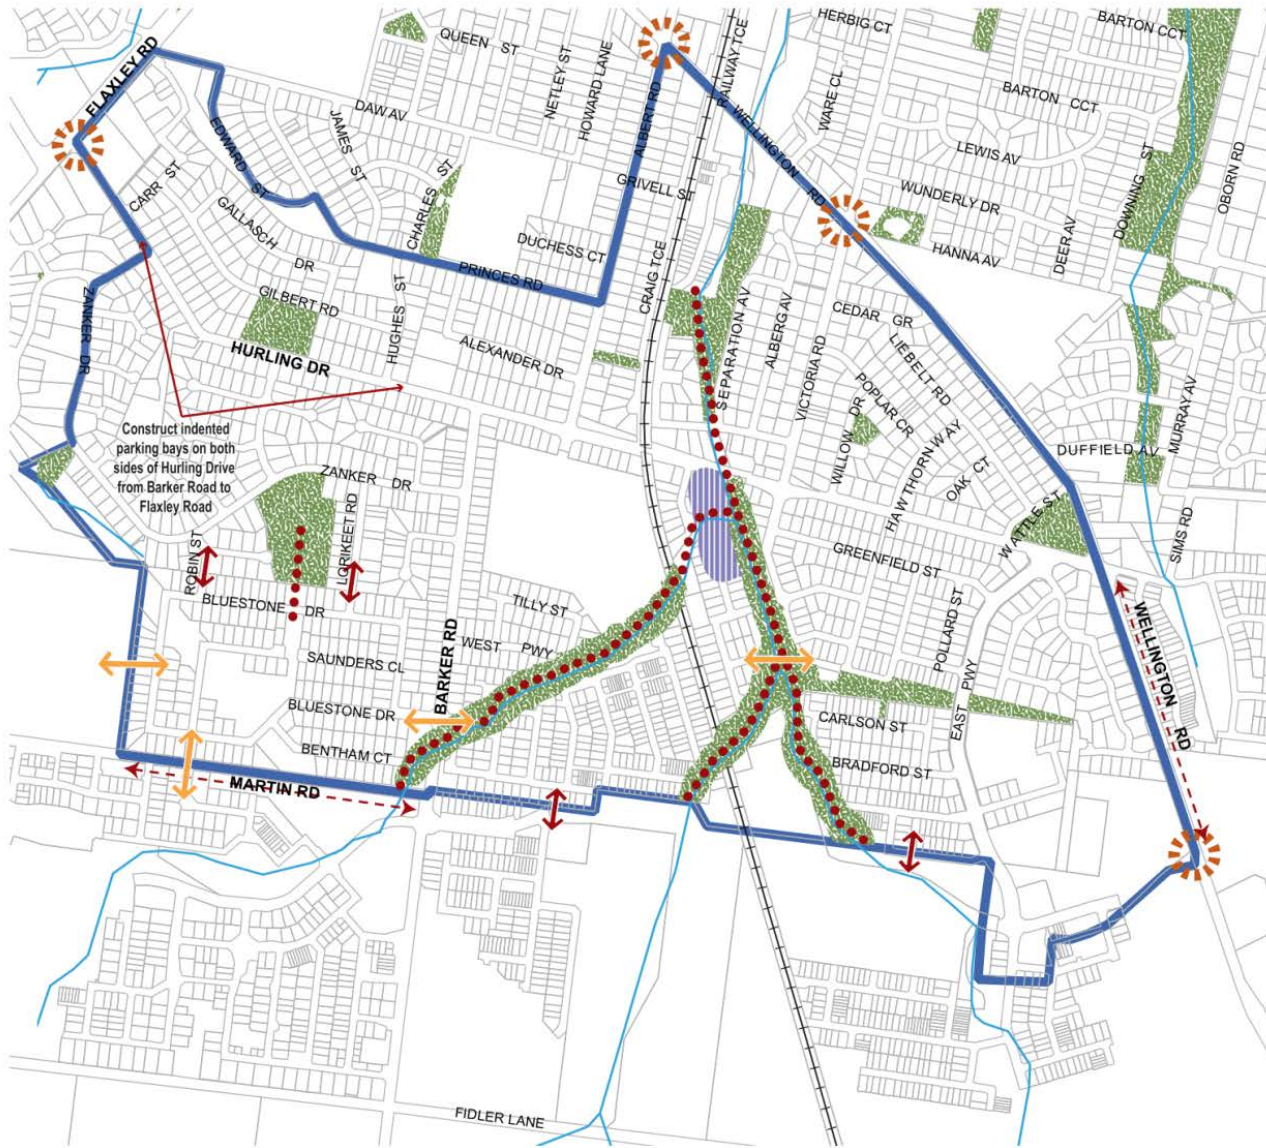 HERBIG CT
BARTON CCT
QUEEN ST
FLAXLEY RD
NETLEY ST
HOWARD LANE
RAILWAY TCE
WARE CL
BARTON CCT
DAW AV
JAMES ST
ALBERT RD
WELLINGTON RD
LEWIS AV
EDWARD ST
CARR ST
CHARLES ST
GRIVELL ST
WUNDERLY DR
DOWNING ST
OBORN RD
GALLASCH DR
DUCHESS CT
CRAIG TCE
HANNA AV
DEER AV
PRINCES RD
GILBERT RD
HUGHES ST
SEPARATION AV
ALBERG AV
CEDAR GR
ZANKER DR
HURLING DR
ALEXANDER DR
VICTORIA RD
LIEBELT RD
POPLAR CR
WILLOW DR
MURRAY AV
Construct indented
parking bays on both
sides of Hurling Drive
from Barker Road to
Flaxley Road
HAWTHORN WAY
OAK CT
DUFFIELD AV
ZANKER DR
LORIKEET RD
ROBIN ST
WATTLE ST
SIMS RD
GREENFIELD ST
BLUESTONE DR
TILLY ST
POLLARD ST
WELLINGTON RD
WEST PWY
SAUNDERS CL
BARKER RD
EAST PWY
BLUESTONE DR
CARLSON ST
BENTHAM CT
BRADFORD ST
MARTIN RD
FIDLER LANE